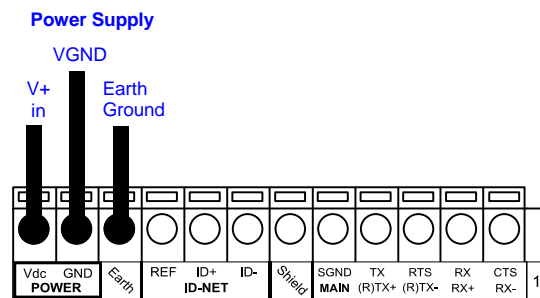 Power Supply
VGND
V+ in
Earth Ground
Vdc GND Earth REF ID+ ID- Shield SGND TX RTS RX CTS
POWER ID-NET MAIN (R)TX+ (R)TX- RX+ RX-
1